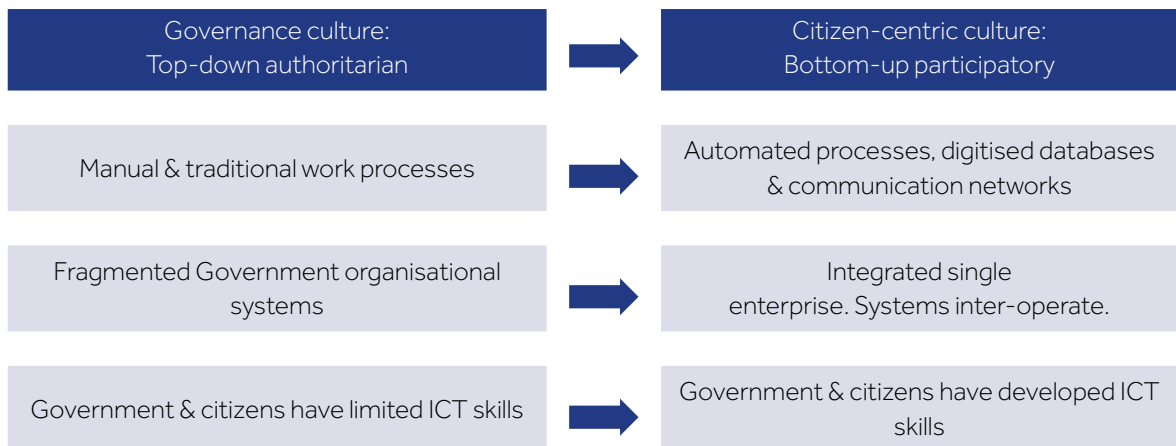 Governance culture:
Top-down authoritarian
Citizen-centric culture:
Bottom-up participatory
Manual & traditional work processes
Automated processes, digitised databases
& communication networks
Fragmented Government organisational
systems
Integrated single
enterprise. Systems inter-operate.
Government & citizens have limited ICT skills
Government & citizens have developed ICT
skills